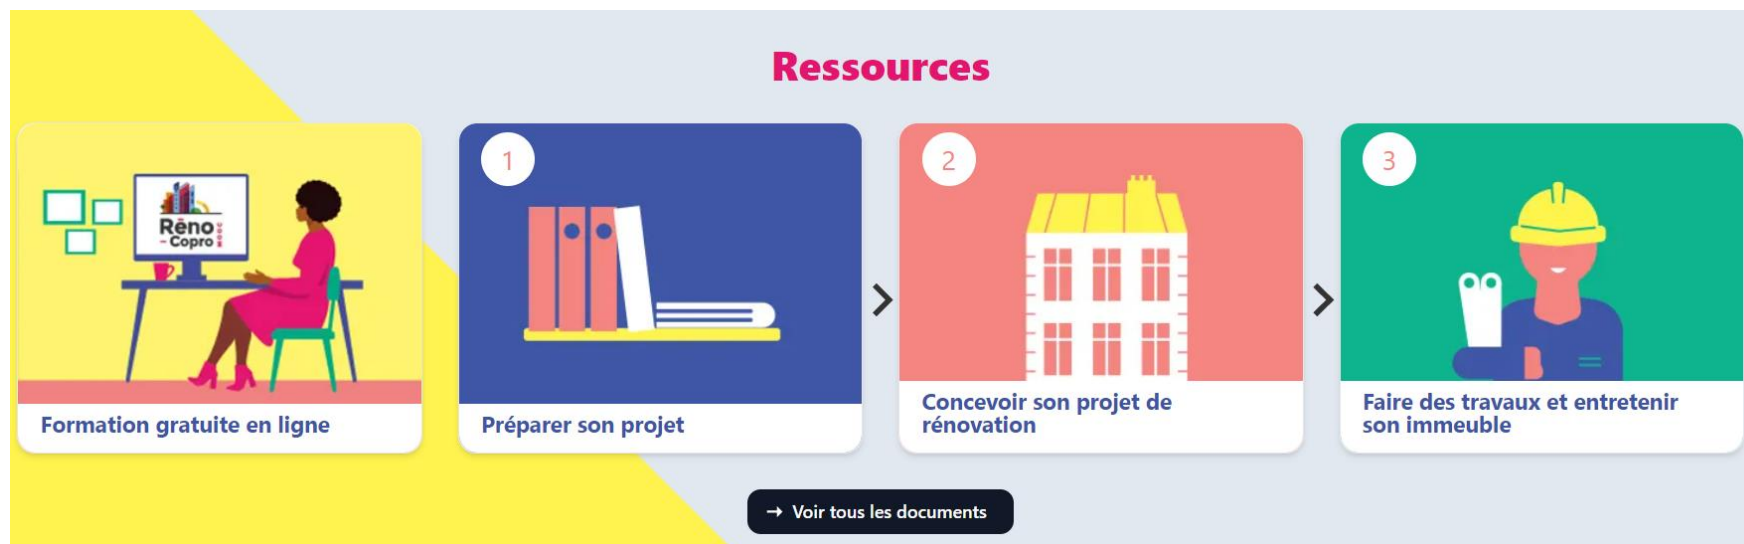 Ressources
Rēno
- Copro
Formation gratuite en ligne
1
Préparer son projet
2
Concevoir son projet de
rénovation
3
Faire des travaux et entretenir
son immeuble
→ Voir tous les documents